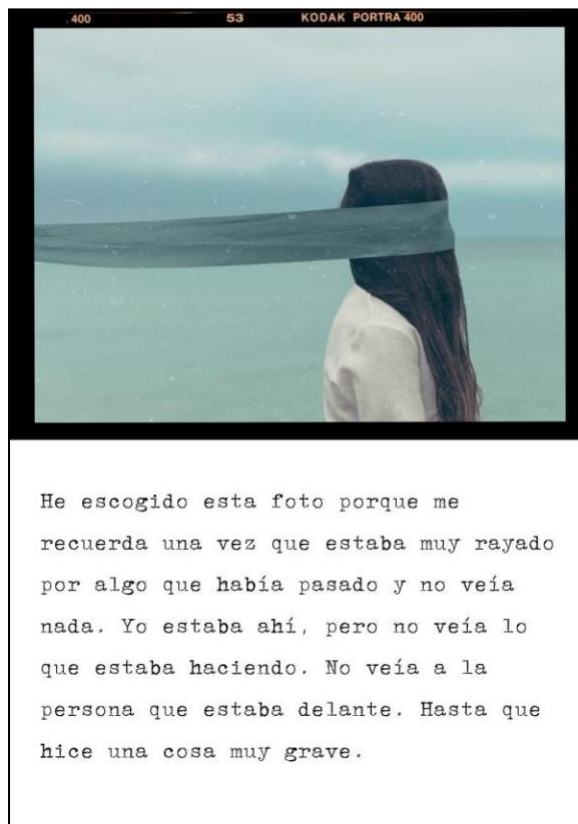 400 53 KODAK PORTRA 400
He escogido esta foto porque me
recuerda una vez que estaba muy rayado
por algo que había pasado y no veía
nada. Yo estaba ahí, pero no veía lo
que estaba haciendo. No veía a la
persona que estaba delante. Hasta que
hice una cosa muy grave.